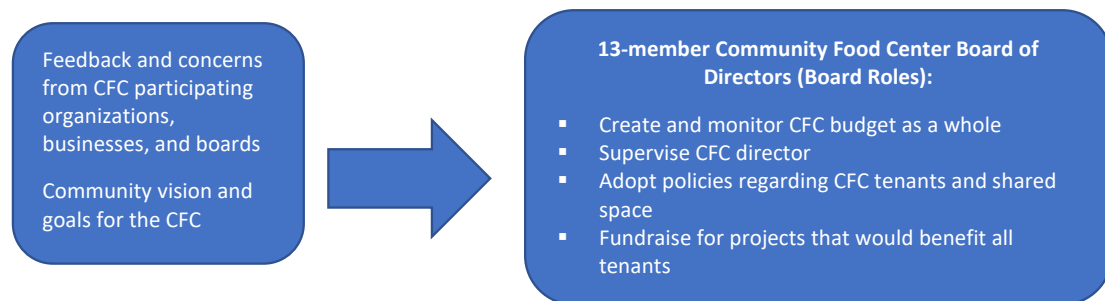 Feedback and concerns
from CFC participating
organizations,
businesses, and boards
Community vision and
goals for the CFC
13-member Community Food Center Board of
Directors (Board Roles):
▪ Create and monitor CFC budget as a whole
▪ Supervise CFC director
▪ Adopt policies regarding CFC tenants and shared
space
▪ Fundraise for projects that would benefit all
tenants